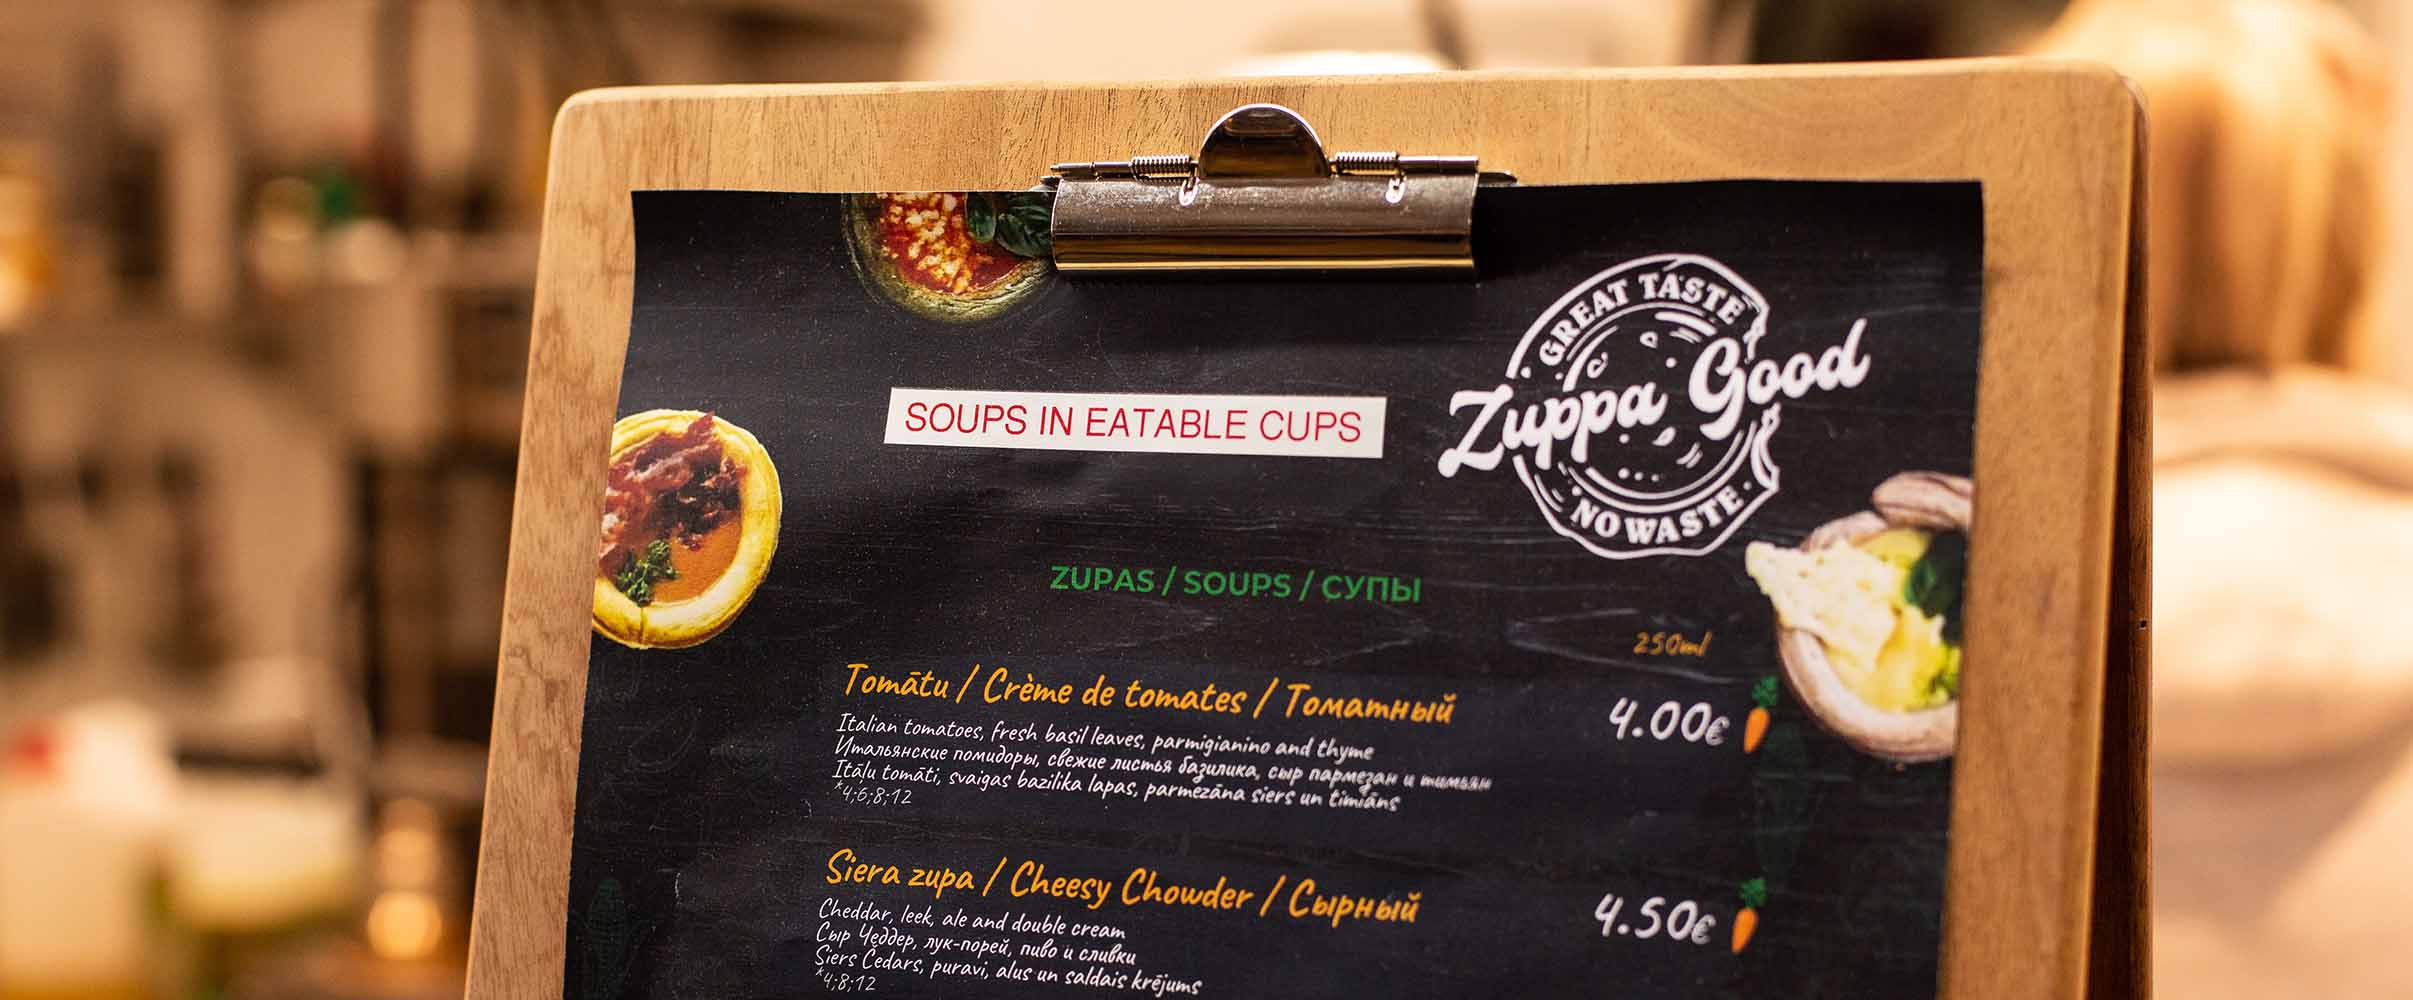 GREAT TASTE
Zuppa Good
NO WASTE
SOUPS IN EATABLE CUPS
ZUPAS / SOUPS / СУПЫ
250ml
Tomātu / Crème de tomates / Томатный
4.00€
Italian tomatoes, fresh basil leaves, parmigianino and thyme
Итальянские помидоры, свежие листья базилика, сыр пармезан и тимьян
Itāļu tomāti, svaigas bazilika lapas, parmezāna siers un timiāns
*4;6;8;12
Siera zupa / Cheesy Chowder / Сырный
4.50€
Cheddar, leek, ale and double cream
Сыр Чеддер, лук-порей, пиво и сливки
Siers Čedars, puravi, alus un saldais krējums
*4;8;12